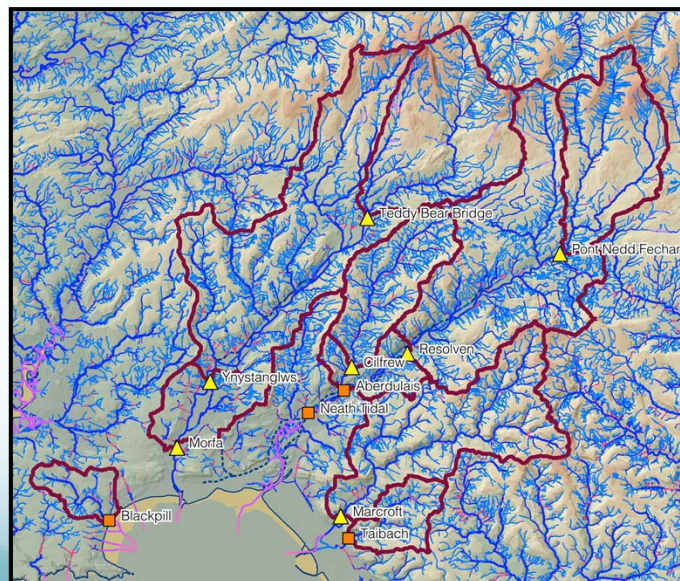 Teddy Bear Bridge
Pont Nedd Fechan
Resolven
Cilfrew
Ynystanglws
Aberdulais
Neath Tidal
Morfa
Marcroft
Blackpill
Taibach